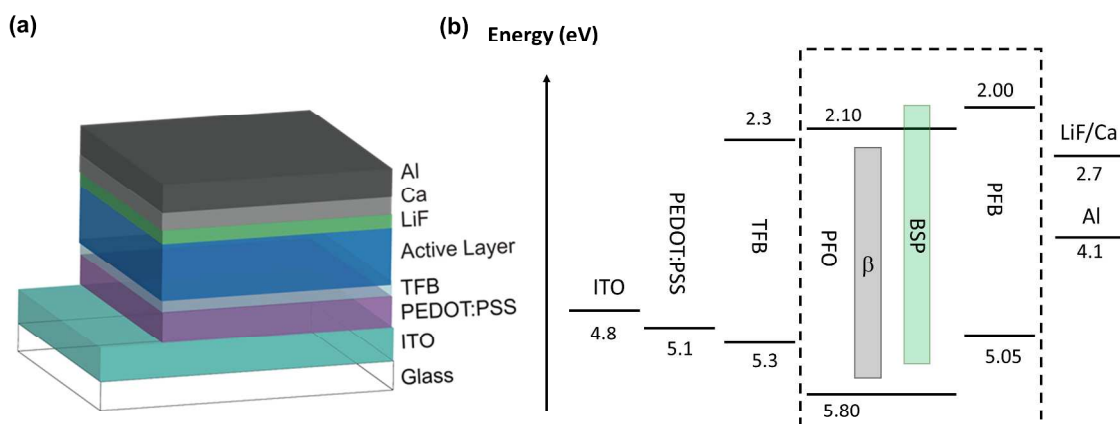 (a)
Al
Ca
LiF
Active Layer
TFB
PEDOT:PSS
ITO
Glass
(b)
Energy (eV)
ITO
4.8
PEDOT:PSS
5.1
2.3
TFB
5.3
2.10
PFO
β
BSP
5.80
2.00
PFB
5.05
LiF/Ca
2.7
Al
4.1